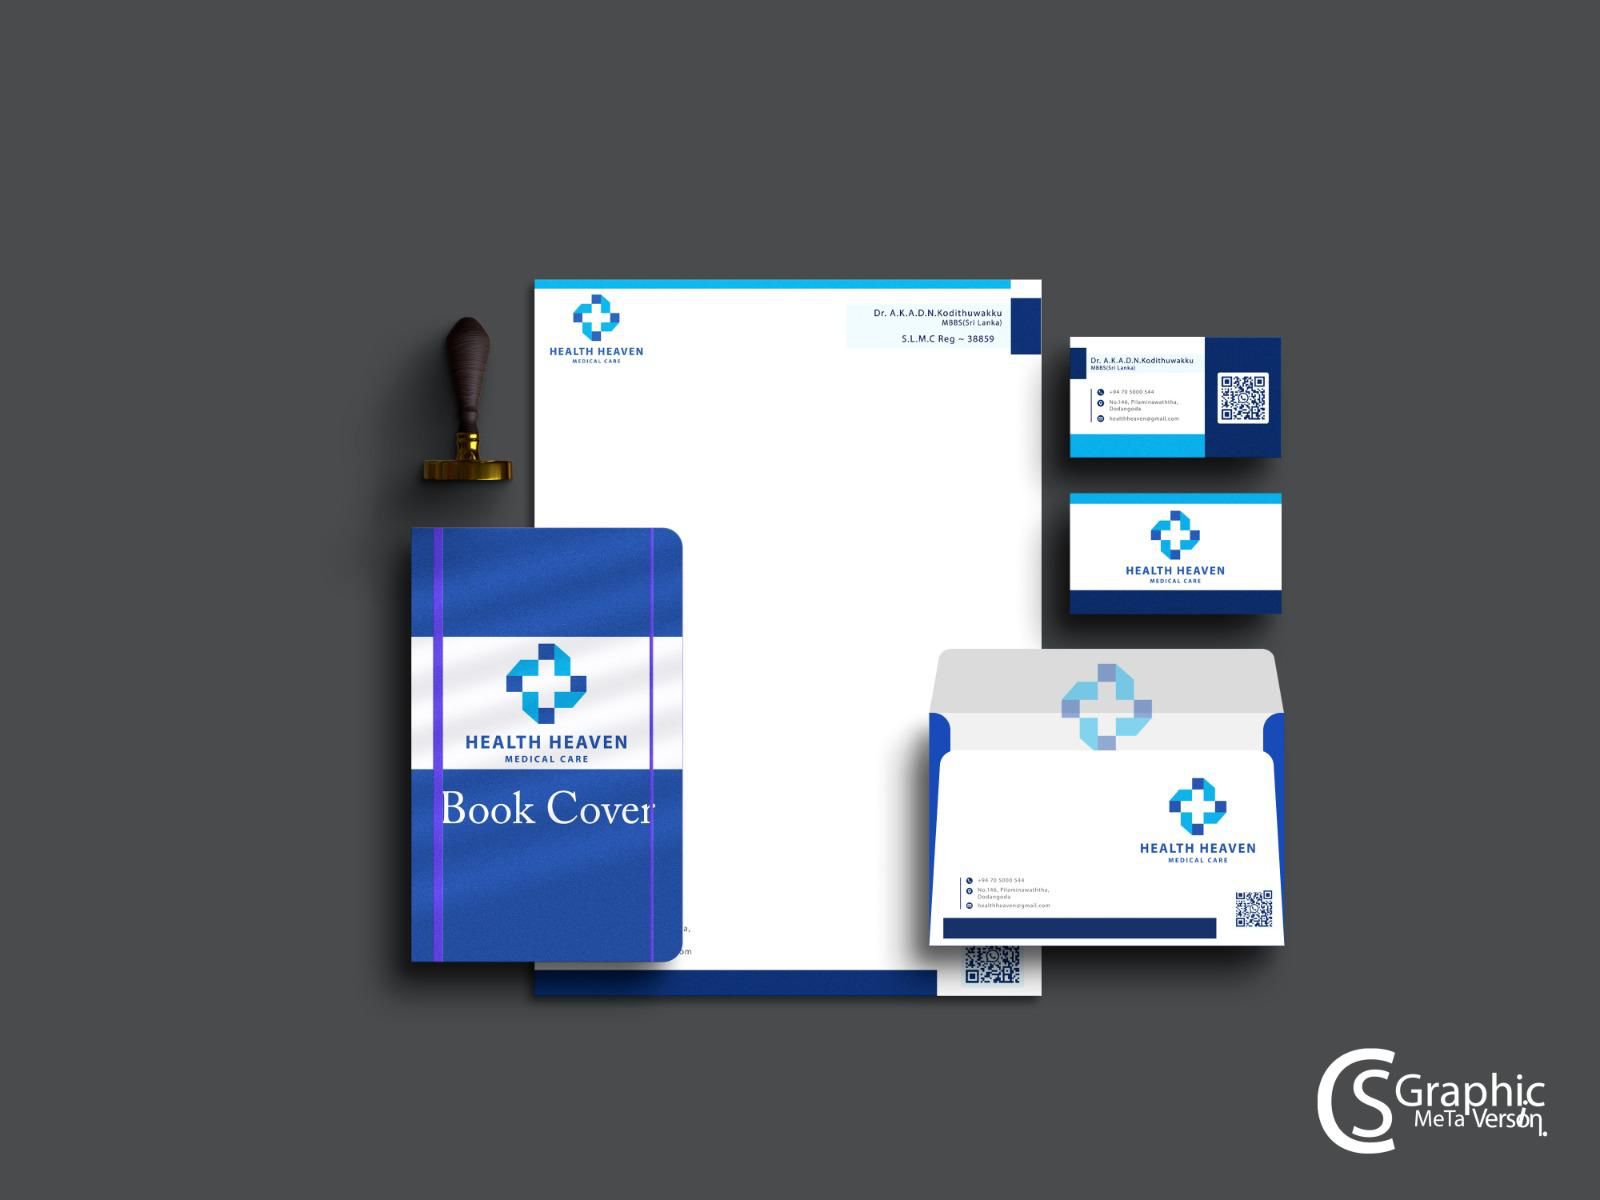 HEALTH HEAVEN
MEDICAL CARE
Dr. A.K.A.D.N.Kodithuwakku
MBBS(Sri Lanka)
S.L.M.C Reg ~ 38859
Dr. A.K.A.D.N.Kodithuwakku
MBBS(Sri Lanka)
+94 70 5000 544
No.146, Pilaminawaththa,
Dodangoda
healthheaven@gmail.com
HEALTH HEAVEN
MEDICAL CARE
HEALTH HEAVEN
MEDICAL CARE
Book Cover
a,
om
HEALTH HEAVEN
MEDICAL CARE
+94 70 5000 544
No.146, Pilaminawaththa,
Dodangoda
healthheaven@gmail.com
CS Graphic
MeTa Version.